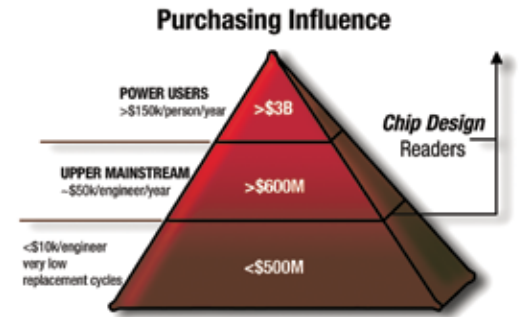 Purchasing Influence
POWER USERS
>$150k/person/year
>$3B
Chip Design
Readers
UPPER MAINSTREAM
~$50k/engineer/year
>$600M
<$10k/engineer
very low
replacement cycles
<$500M